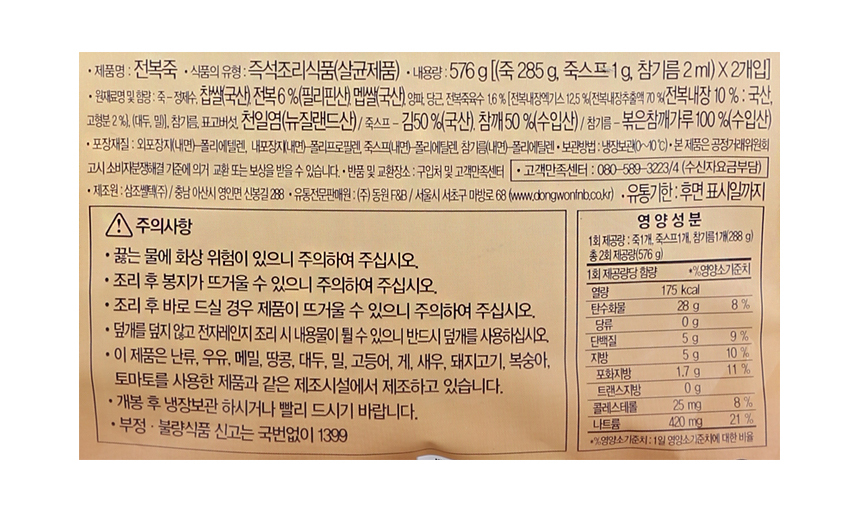 • 제품명 : 전복죽 • 식품의 유형 : 즉석조리식품(살균제품) • 내용량 : 576 g [(죽 285 g, 죽스프 1 g, 참기름 2 ml) X 2개입]
• 원재료명 및 함량 : 죽 – 정제수, 찹쌀(국산), 전복 6 %(필리핀산), 멥쌀(국산), 양파, 당근, 전복죽육수 1.6 % [전복내장엑기스 12.5 %(전복내장추출액 70 %(전복내장 10 % : 국산,
고형분 2 %), (대두, 밀)], 참기름, 표고버섯, 천일염(뉴질랜드산) / 죽스프 – 김50 %(국산), 참깨 50 %(수입산) / 참기름 – 볶은참깨가루 100 %(수입산)
• 포장재질 : 외포장지(내면)–폴리에틸렌, 내포장지(내면)–폴리프로필렌, 죽스프(내면)–폴리에틸렌, 참기름(내면)–폴리에틸렌 • 보관방법 : 냉장보관(0~10℃) • 본 제품은 공정거래위원회
고시 소비자분쟁해결 기준에 의거 교환 또는 보상을 받을 수 있습니다. • 반품 및 교환장소 : 구입처 및 고객만족센터 • 고객만족센터 : 080–589–3223/4 (수신자요금부담)
• 제조원 : 삼조쎌텍(주) / 충남 아산시 영인면 신봉길 288 • 유통전문판매원 : (주) 동원 F&B / 서울시 서초구 마방로 68 (www.dongwonfnb.co.kr) • 유통기한 : 후면 표시일까지
주의사항
• 끓는 물에 화상 위험이 있으니 주의하여 주십시오.
• 조리 후 봉지가 뜨거울 수 있으니 주의하여 주십시오.
• 조리 후 바로 드실 경우 제품이 뜨거울 수 있으니 주의하여 주십시오.
• 덮개를 덮지 않고 전자레인지 조리 시 내용물이 튈 수 있으니 반드시 덮개를 사용하십시오.
• 이 제품은 난류, 우유, 메밀, 땅콩, 대두, 밀, 고등어, 게, 새우, 돼지고기, 복숭아,
토마토를 사용한 제품과 같은 제조시설에서 제조하고 있습니다.
• 개봉 후 냉장보관 하시거나 빨리 드시기 바랍니다.
• 부정 · 불량식품 신고는 국번없이 1399
영 양 성 분
1회 제공량 : 죽1개, 죽스프1개, 참기름1개(288 g)
총 2회 제공량(576 g)
1회 제공량당 함량 *%영양소기준치
열량 175 kcal
탄수화물 28 g 8 %
당류 0 g
단백질 5 g 9 %
지방 5 g 10 %
포화지방 1.7 g 11 %
트랜스지방 0 g
콜레스테롤 25 mg 8 %
나트륨 420 mg 21 %
*%영양소기준치 : 1일 영양소기준치에 대한 비율